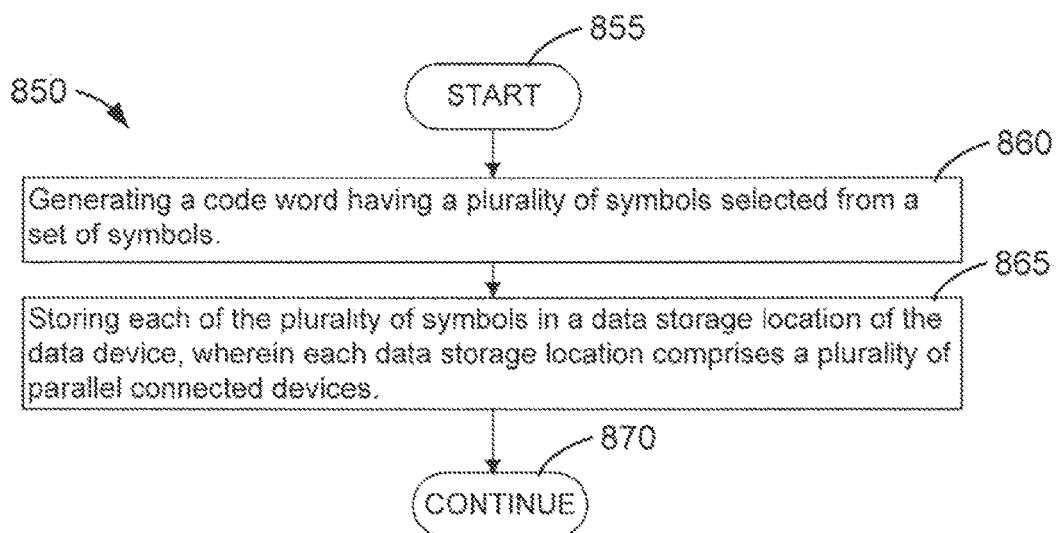 855
850
START
860
Generating a code word having a plurality of symbols selected from a
set of symbols.
865
Storing each of the plurality of symbols in a data storage location of the
data device, wherein each data storage location comprises a plurality of
parallel connected devices.
870
CONTINUE